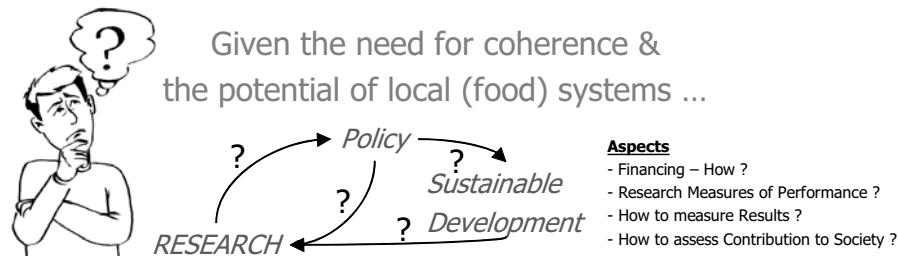 ?
Given the need for coherence &
the potential of local (food) systems ...
Policy
?
?
Sustainable
Development
?
?
RESEARCH
Aspects
- Financing – How ?
- Research Measures of Performance ?
- How to measure Results ?
- How to assess Contribution to Society ?